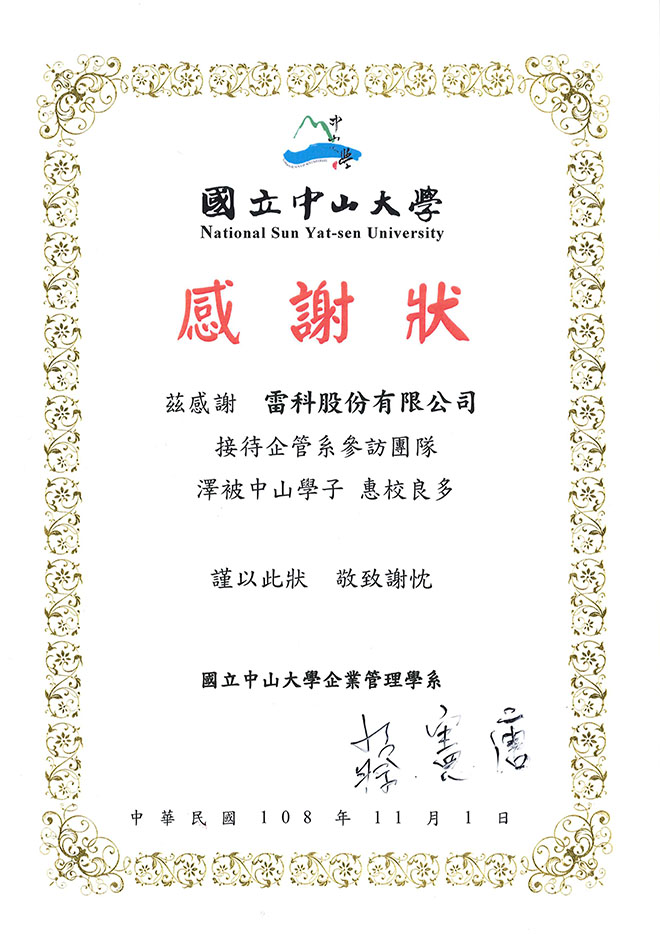 中山大學
國立中山大學
National Sun Yat-sen University
感謝狀
茲感謝 雷科股份有限公司
接待企管系參訪團隊
澤被中山學子 惠校良多
謹以此狀 敬致謝忱
國立中山大學企業管理學系
中華民國 108 年 11 月 1 日